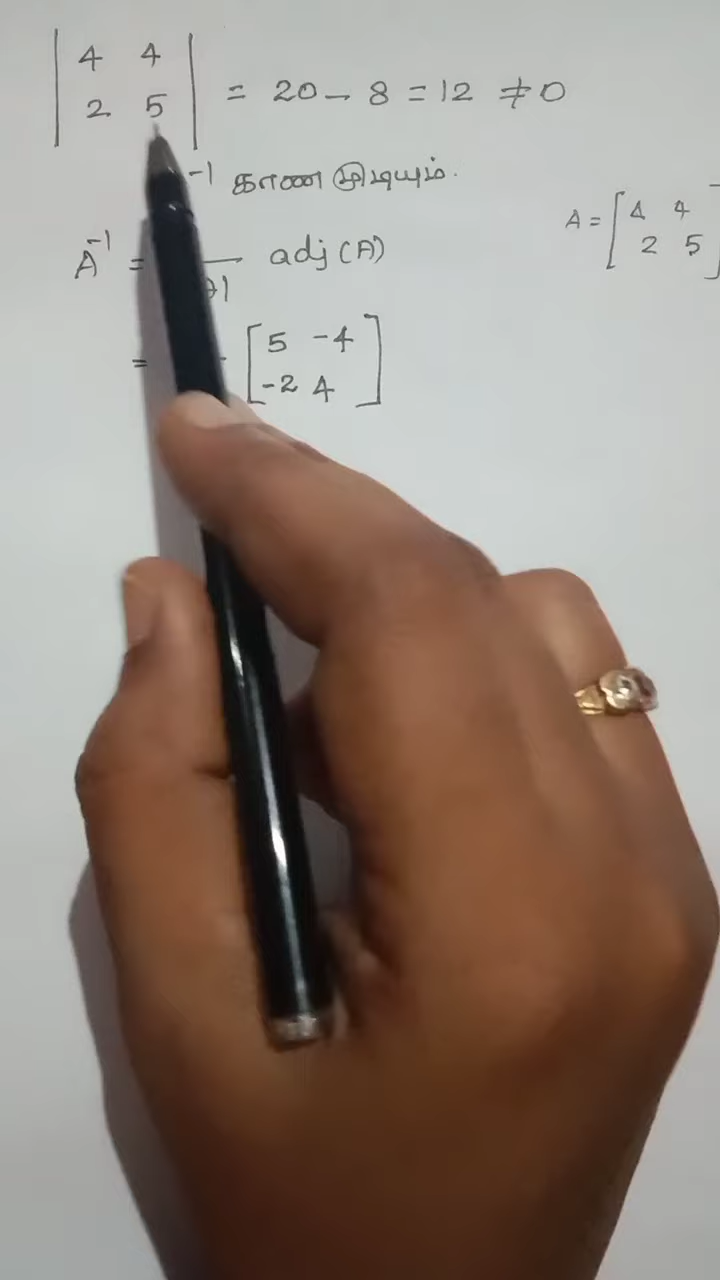 | 4 4 |
| 2 5 | = 20 - 8 = 12 ≠ 0
-1 காண முடியும்.
A = [ 4 4
2 5 ]
A⁻¹ = adj (A)
= [ 5 -4
-2 4 ]